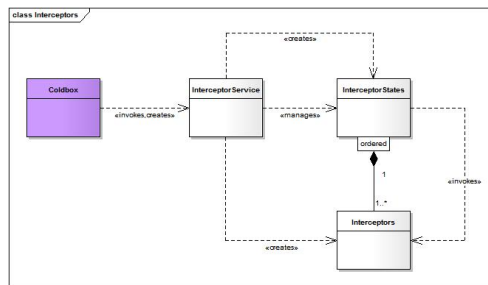 class Interceptors
«creates»
Coldbox
InterceptorService
InterceptorStates
«invokes,creates»
«manages»
ordered
1
«invokes»
1..*
Interceptors
«creates»